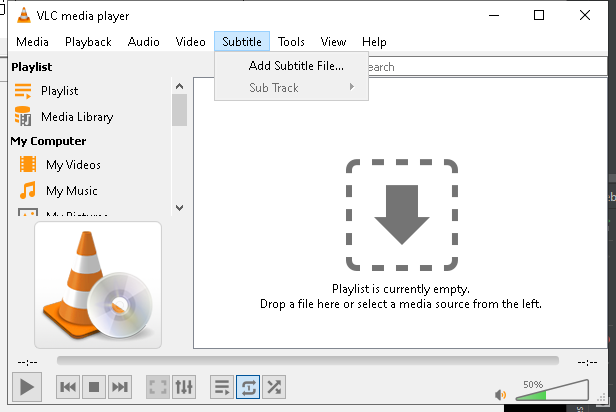 VLC media player
Media Playback Audio Video Subtitle Tools View Help
Playlist
Add Subtitle File...
Sub Track
earch
Playlist
Media Library
My Computer
My Videos
My Music
My Pictures
Playlist is currently empty.
Drop a file here or select a media source from the left.
--:-- --:--
50%